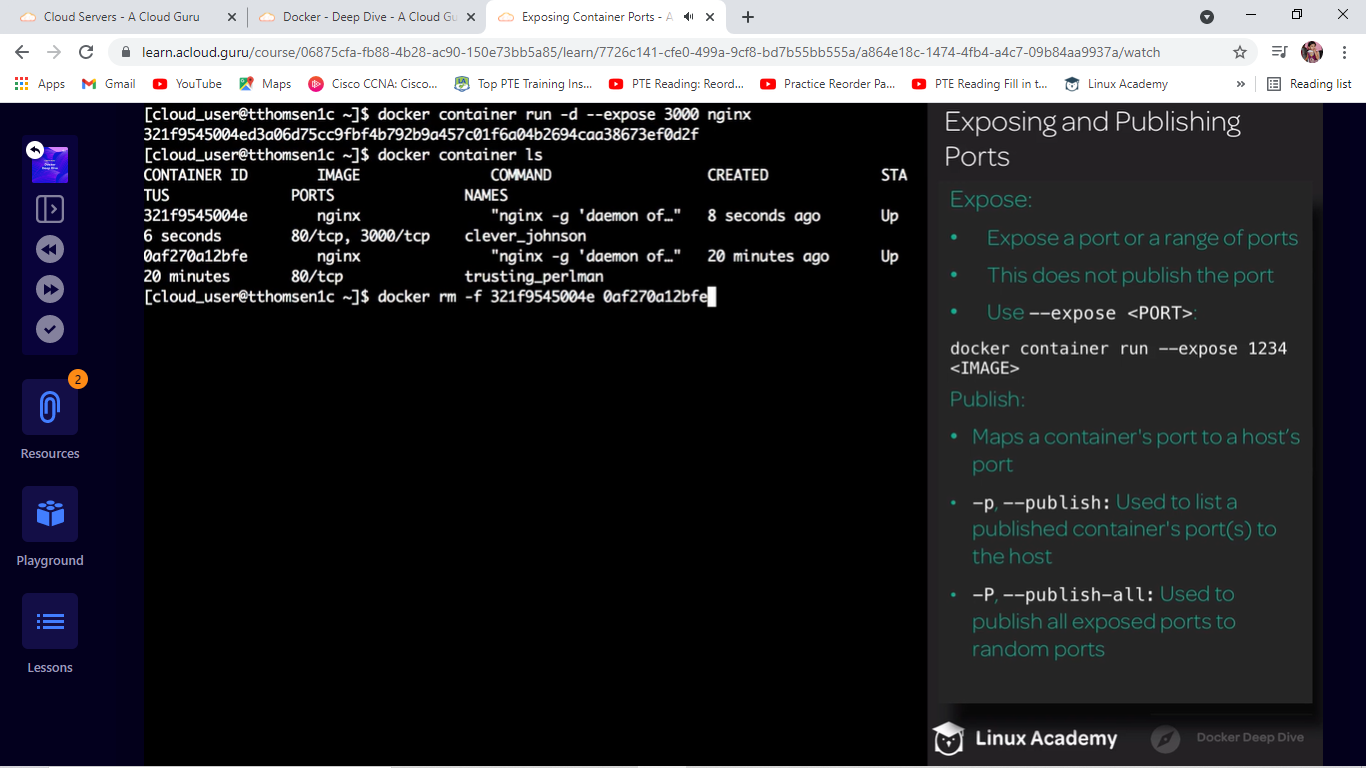 Cloud Servers - A Cloud Guru
Docker - Deep Dive - A Cloud Gu
Exposing Container Ports - A
learn.acloud.guru/course/06875cfa-fb88-4b28-ac90-150e73bb5a85/learn/7726c141-cfe0-499a-9cf8-bd7b55bb555a/a864e18c-1474-4fb4-a4c7-09b84aa9937a/watch
Apps
Gmail
YouTube
Maps
Cisco CCNA: Cisco...
Top PTE Training Ins...
PTE Reading: Reord...
Practice Reorder Pa...
PTE Reading Fill in t...
Linux Academy
»
Reading list
Docker
Deep Dive
2
Resources
Playground
Lessons
[cloud_user@tthomsen1c ~]$ docker container run -d --expose 3000 nginx
321f9545004ed3a06d75cc9fbf4b792b9a457c01f6a04b2694caa38673ef0d2f
[cloud_user@tthomsen1c ~]$ docker container ls
CONTAINER ID IMAGE COMMAND CREATED STA
TUS PORTS NAMES
321f9545004e nginx "nginx -g 'daemon of…" 8 seconds ago Up
6 seconds 80/tcp, 3000/tcp clever_johnson
0af270a12bfe nginx "nginx -g 'daemon of…" 20 minutes ago Up
20 minutes 80/tcp trusting_perlman
[cloud_user@tthomsen1c ~]$ docker rm -f 321f9545004e 0af270a12bfe
Exposing and Publishing
Ports
Expose:
• Expose a port or a range of ports
• This does not publish the port
• Use --expose <PORT>:
docker container run --expose 1234
<IMAGE>
Publish:
• Maps a container's port to a host's
port
• -p, --publish: Used to list a
published container's port(s) to
the host
• -P, --publish-all: Used to
publish all exposed ports to
random ports
Linux Academy
Docker Deep Dive